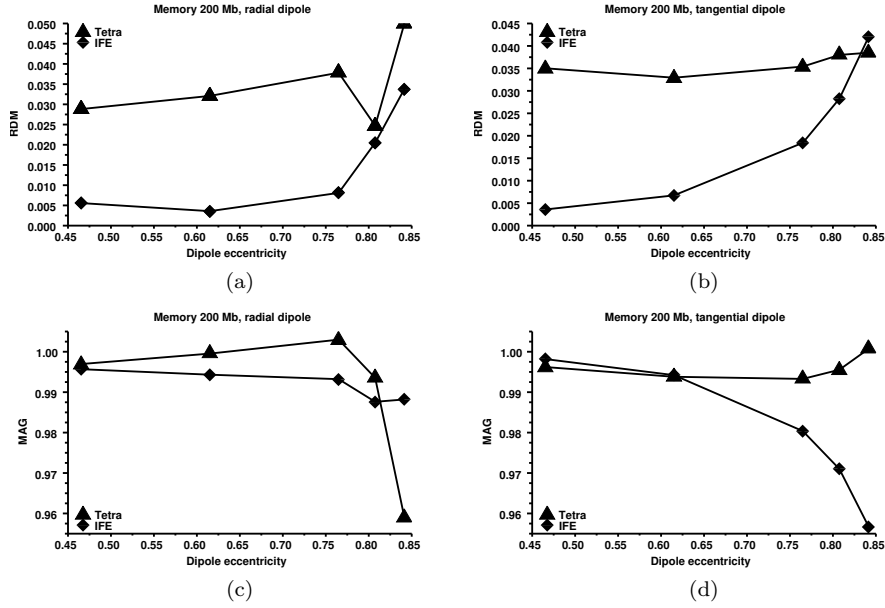 Memory 200 Mb, radial dipole
0.050
0.045
0.040
0.035
0.030
0.025
0.020
0.015
0.010
0.005
0.000
RDM
Tetra
IFE
0.45 0.50 0.55 0.60 0.65 0.70 0.75 0.80 0.85
Dipole eccentricity
(a)
Memory 200 Mb, tangential dipole
0.045
0.040
0.035
0.030
0.025
0.020
0.015
0.010
0.005
0.000
RDM
Tetra
IFE
0.45 0.50 0.55 0.60 0.65 0.70 0.75 0.80 0.85
Dipole eccentricity
(b)
Memory 200 Mb, radial dipole
1.00
0.99
0.98
0.97
0.96
MAG
Tetra
IFE
0.45 0.50 0.55 0.60 0.65 0.70 0.75 0.80 0.85
Dipole eccentricity
(c)
Memory 200 Mb, tangential dipole
1.00
0.99
0.98
0.97
0.96
MAG
Tetra
IFE
0.45 0.50 0.55 0.60 0.65 0.70 0.75 0.80 0.85
Dipole eccentricity
(d)